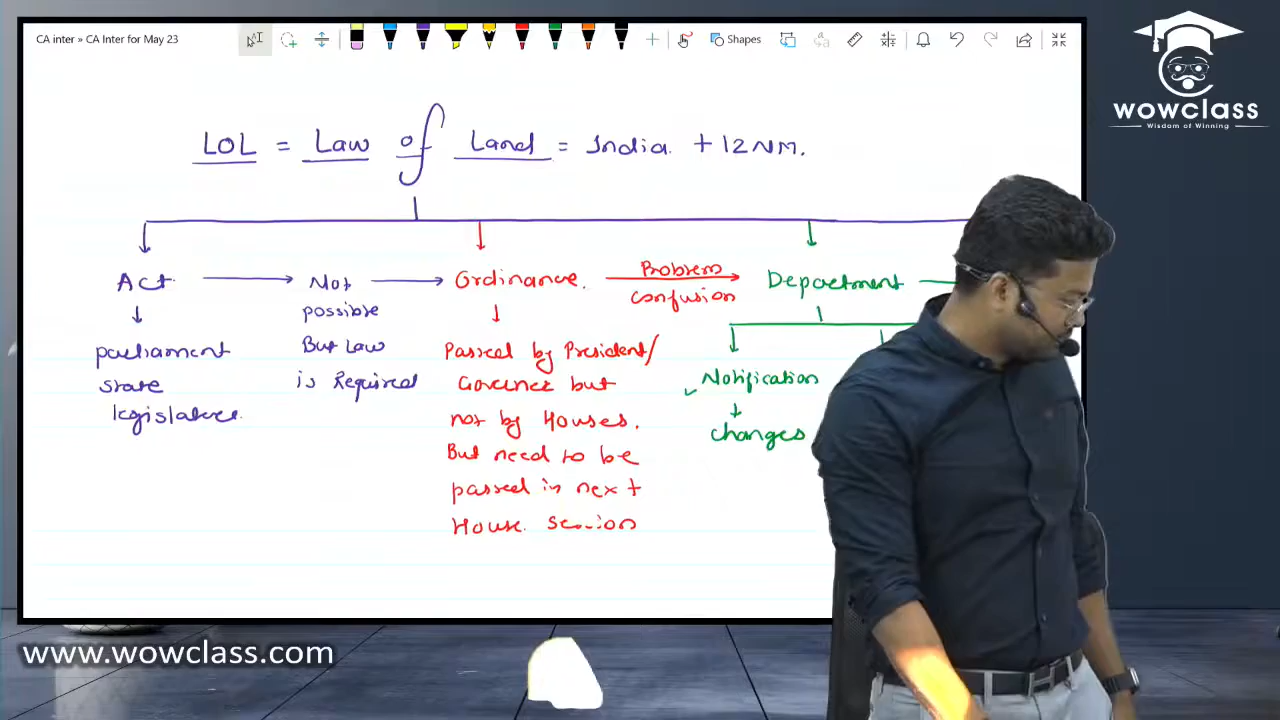 CA inter » CA Inter for May 23
Shapes
wowclass
Wisdom of Winning
LOL = Law of Land = India + 12 NM.
Act
Not
possible
But Law
is Required
Ordinance.
Problem
confusion
Department
parliament
state
legislature.
Passed by President/
Governer but
not by Houses.
But need to be
passed in next
House session
Notification
changes
www.wowclass.com